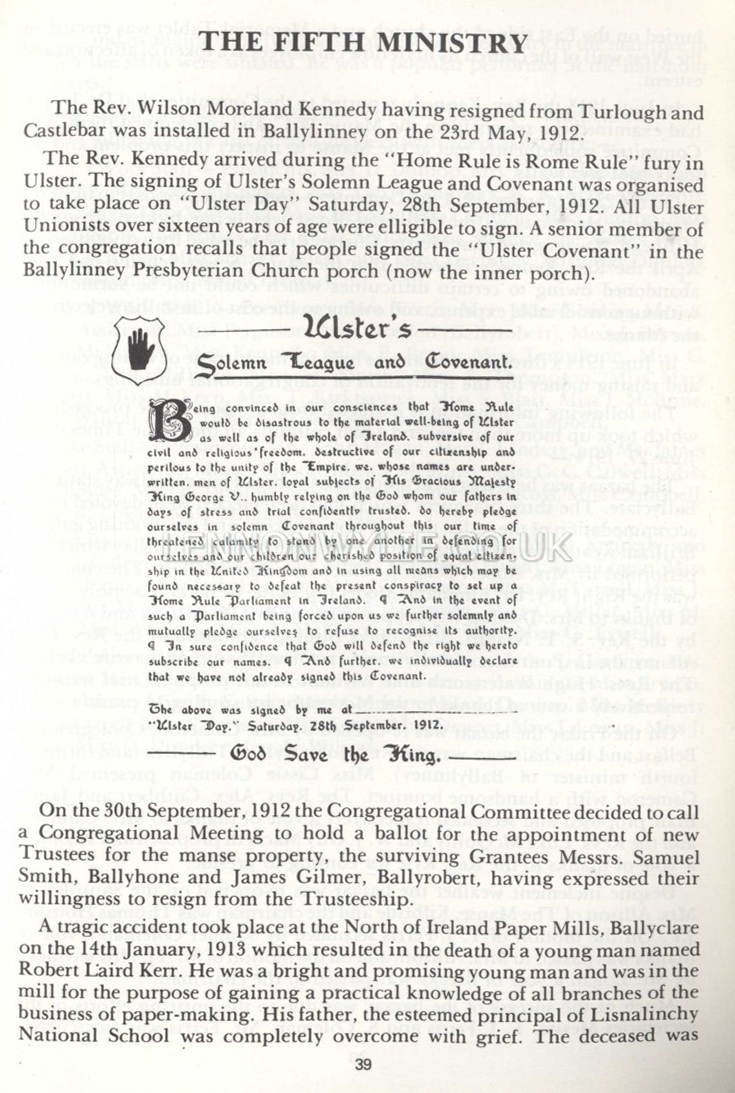 THE FIFTH MINISTRY
The Rev. Wilson Moreland Kennedy having resigned from Turlough and
Castlebar was installed in Ballylinney on the 23rd May, 1912.
The Rev. Kennedy arrived during the "Home Rule is Rome Rule" fury in
Ulster. The signing of Ulster's Solemn League and Covenant was organised
to take place on "Ulster Day" Saturday, 28th September, 1912. All Ulster
Unionists over sixteen years of age were elligible to sign. A senior member of
the congregation recalls that people signed the "Ulster Covenant" in the
Ballylinney Presbyterian Church porch (now the inner porch).
Ulster's
Solemn League and Covenant.
Being convinced in our consciences that Home Rule
would be disastrous to the material well-being of Ulster
as well as of the whole of Ireland, subversive of our
civil and religious freedom, destructive of our citizenship and
perilous to the unity of the Empire, we, whose names are under-
written, men of Ulster, loyal subjects of His Gracious Majesty
King George V., humbly relying on the God whom our fathers in
days of stress and trial confidently trusted, do hereby pledge
ourselves in solemn Covenant throughout this our time of
threatened calamity to stand by one another in defending for
ourselves and our children our cherished position of equal citizen-
ship in the United Kingdom and in using all means which may be
found necessary to defeat the present conspiracy to set up a
Home Rule Parliament in Ireland. ¶ And in the event of
such a Parliament being forced upon us we further solemnly and
mutually pledge ourselves to refuse to recognise its authority.
¶ In sure confidence that God will defend the right we hereto
subscribe our names. ¶ And further, we individually declare
that we have not already signed this Covenant.
The above was signed by me at
"Ulster Day," Saturday, 28th September, 1912.
God Save the King.
LENNONWYLIE.CO.UK
On the 30th September, 1912 the Congregational Committee decided to call
a Congregational Meeting to hold a ballot for the appointment of new
Trustees for the manse property, the surviving Grantees Messrs. Samuel
Smith, Ballyhone and James Gilmer, Ballyrobert, having expressed their
willingness to resign from the Trusteeship.
A tragic accident took place at the North of Ireland Paper Mills, Ballyclare
on the 14th January, 1913 which resulted in the death of a young man named
Robert Laird Kerr. He was a bright and promising young man and was in the
mill for the purpose of gaining a practical knowledge of all branches of the
business of paper-making. His father, the esteemed principal of Lisnalinchy
National School was completely overcome with grief. The deceased was
39